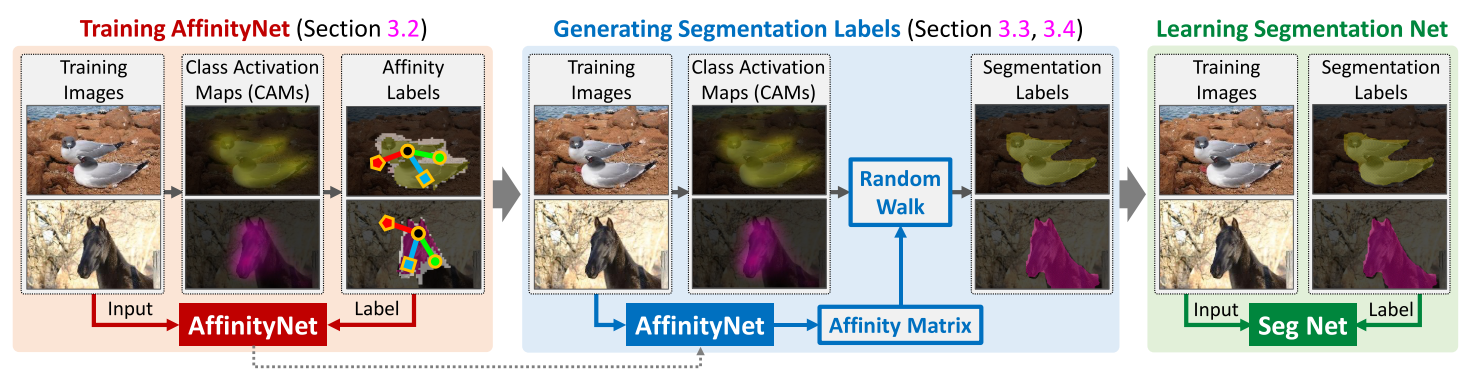 Training AffinityNet (Section 3.2)
Training
Images
Class Activation
Maps (CAMs)
Affinity
Labels
Input
Label
AffinityNet
Generating Segmentation Labels (Section 3.3, 3.4)
Training
Images
Class Activation
Maps (CAMs)
Segmentation
Labels
Random
Walk
AffinityNet
Affinity Matrix
Learning Segmentation Net
Training
Images
Segmentation
Labels
Input
Label
Seg Net